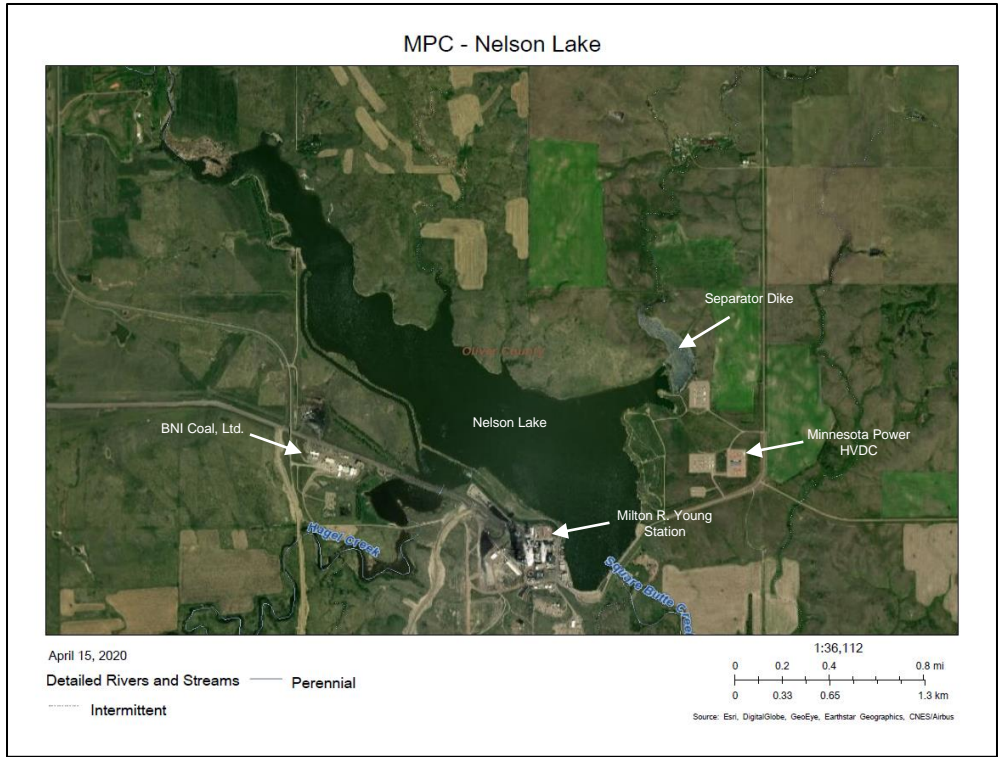 MPC - Nelson Lake
Separator Dike
Oliver County
Nelson Lake
BNI Coal, Ltd.
Minnesota Power
HVDC
Milton R. Young
Station
Hagel Creek
Square Butte Creek
April 15, 2020
Detailed Rivers and Streams
Perennial
Intermittent
1:36,112
0 0.2 0.4 0.8 mi
0 0.33 0.65 1.3 km
Source: Esri, DigitalGlobe, GeoEye, Earthstar Geographics, CNES/Airbus